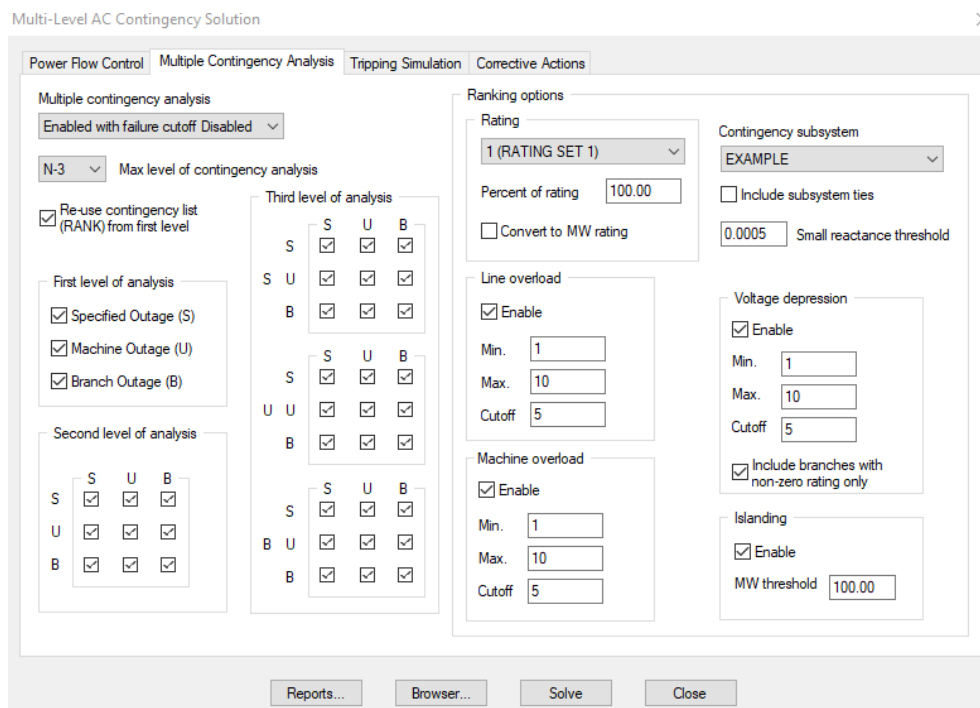 Multi-Level AC Contingency Solution
Power Flow Control Multiple Contingency Analysis Tripping Simulation Corrective Actions
Multiple contingency analysis
Enabled with failure cutoff Disabled
N-3 Max level of contingency analysis
Re-use contingency list
(RANK) from first level
First level of analysis
Specified Outage (S)
Machine Outage (U)
Branch Outage (B)
Second level of analysis
S U B
S
U
B
Third level of analysis
S U B
S
S U
B
S U B
S
U U
B
S U B
S
B U
B
Ranking options
Rating
1 (RATING SET 1)
Percent of rating 100.00
Convert to MW rating
Contingency subsystem
EXAMPLE
Include subsystem ties
0.0005 Small reactance threshold
Line overload
Enable
Min. 1
Max. 10
Cutoff 5
Machine overload
Enable
Min. 1
Max. 10
Cutoff 5
Voltage depression
Enable
Min. 1
Max. 10
Cutoff 5
Include branches with
non-zero rating only
Islanding
Enable
MW threshold 100.00
Reports... Browser... Solve Close